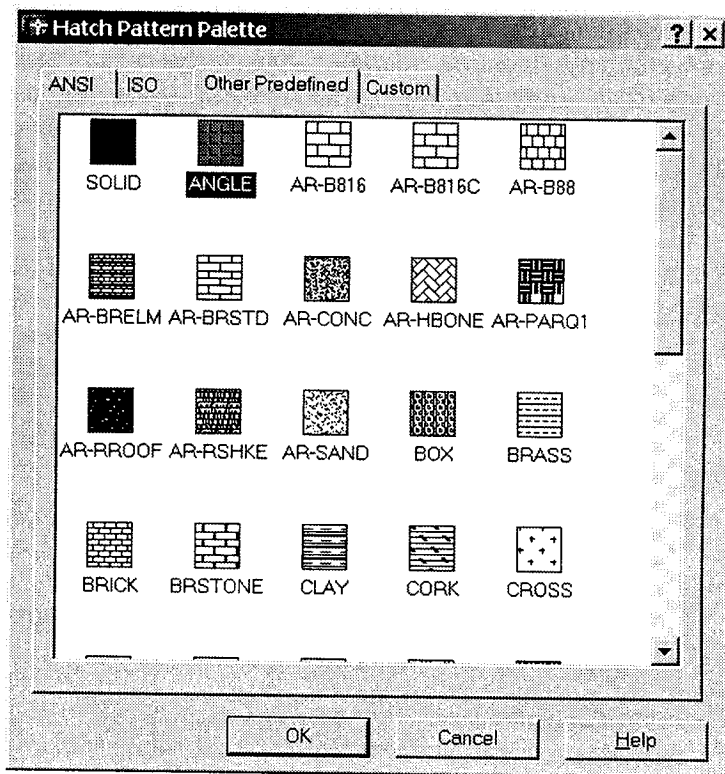 Hatch Pattern Palette
? ×
ANSI ISO Other Predefined Custom
SOLID ANGLE AR-B816 AR-B816C AR-B88
AR-BRELM AR-BRSTD AR-CONC AR-HBONE AR-PARQ1
AR-RROOF AR-RSHKE AR-SAND BOX BRASS
BRICK BRSTONE CLAY CORK CROSS
OK Cancel Help